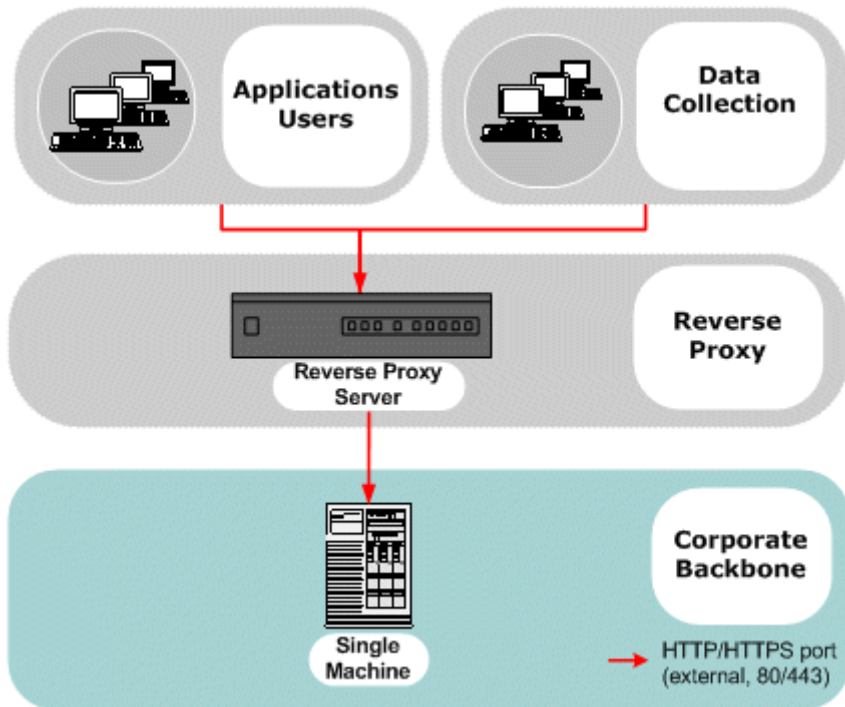 Applications
Users
Data
Collection
Reverse
Proxy
Reverse Proxy
Server
Corporate
Backbone
Single
Machine
HTTP/HTTPS port
(external, 80/443)